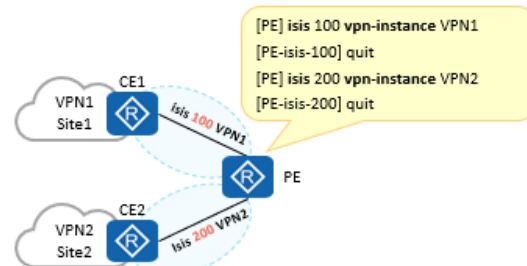 [PE] isis 100 vpn-instance VPN1
[PE-isis-100] quit
[PE] isis 200 vpn-instance VPN2
[PE-isis-200] quit
CE1
VPN1
Site1
R
isis 100 VPN1
R
PE
CE2
VPN2
Site2
R
Isis 200 VPN2